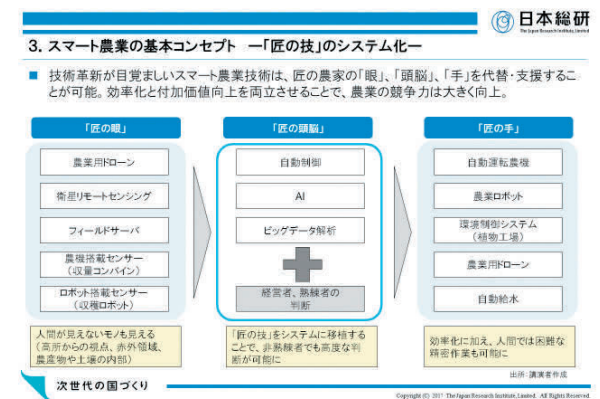 日本総研
The Japan Research Institute, Limited
3．スマート農業の基本コンセプト　―「匠の技」のシステム化―
■ 技術革新が目覚ましいスマート農業技術は、匠の農家の「眼」、「頭脳」、「手」を代替・支援するこ
とが可能。効率化と付加価値向上を両立させることで、農業の競争力は大きく向上。
「匠の眼」
農業用ドローン
衛星リモートセンシング
フィールドサーバ
農機搭載センサー
（収量コンバイン）
ロボット搭載センサー
（収穫ロボット）
人間が見えないモノも見える
（高所からの視点、赤外領域、
農産物や土壌の内部）
「匠の頭脳」
自動制御
AI
ビッグデータ解析
経営者、熟練者の
判断
「匠の技」をシステムに移植する
ことで、非熟練者でも高度な判
断が可能に
「匠の手」
自動運転農機
農業ロボット
環境制御システム
（植物工場）
農業用ドローン
自動給水
効率化に加え、人間では困難な
精密作業も可能に
出所：講演者作成
次世代の国づくり
Copyright (C) 2017 The Japan Research Institute, Limited. All Rights Reserved